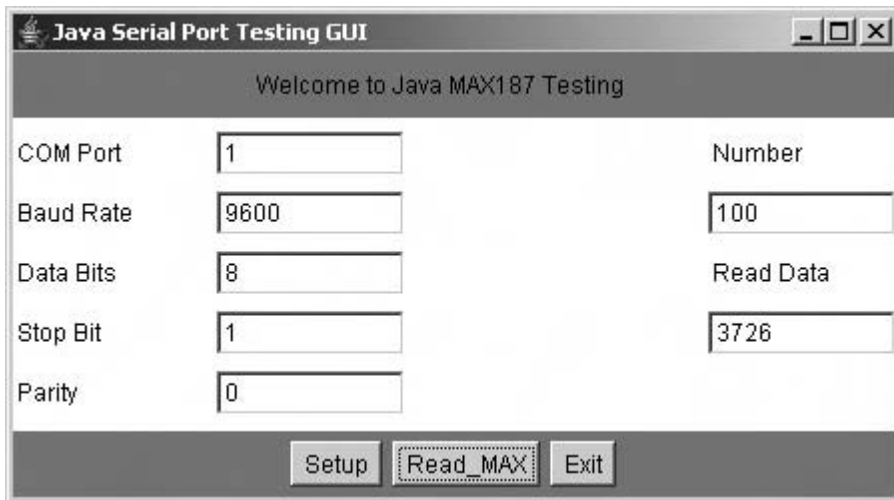 Java Serial Port Testing GUI
Welcome to Java MAX187 Testing
COM Port 1 Number
Baud Rate 9600 100
Data Bits 8 Read Data
Stop Bit 1 3726
Parity 0
Setup Read_MAX Exit